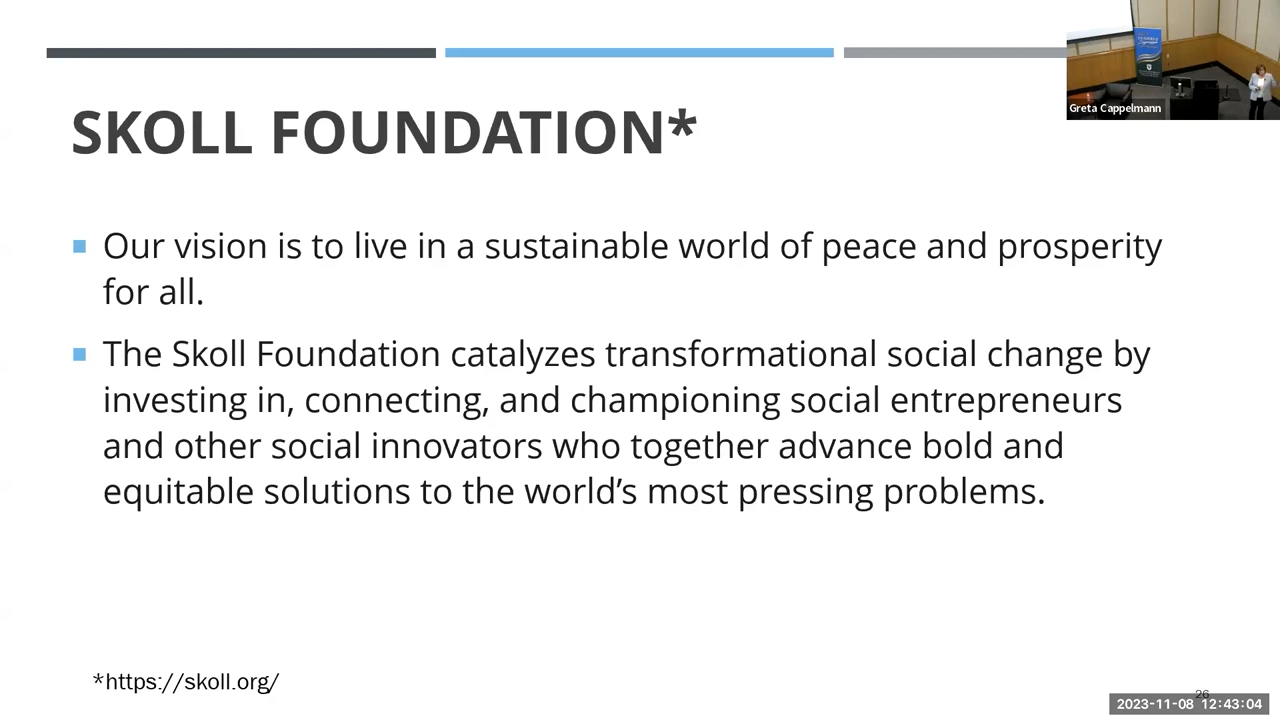 Greta Cappelmann
SKOLL FOUNDATION*
Our vision is to live in a sustainable world of peace and prosperity
for all.
The Skoll Foundation catalyzes transformational social change by
investing in, connecting, and championing social entrepreneurs
and other social innovators who together advance bold and
equitable solutions to the world’s most pressing problems.
*https://skoll.org/
26
2023-11-08 12:43:04